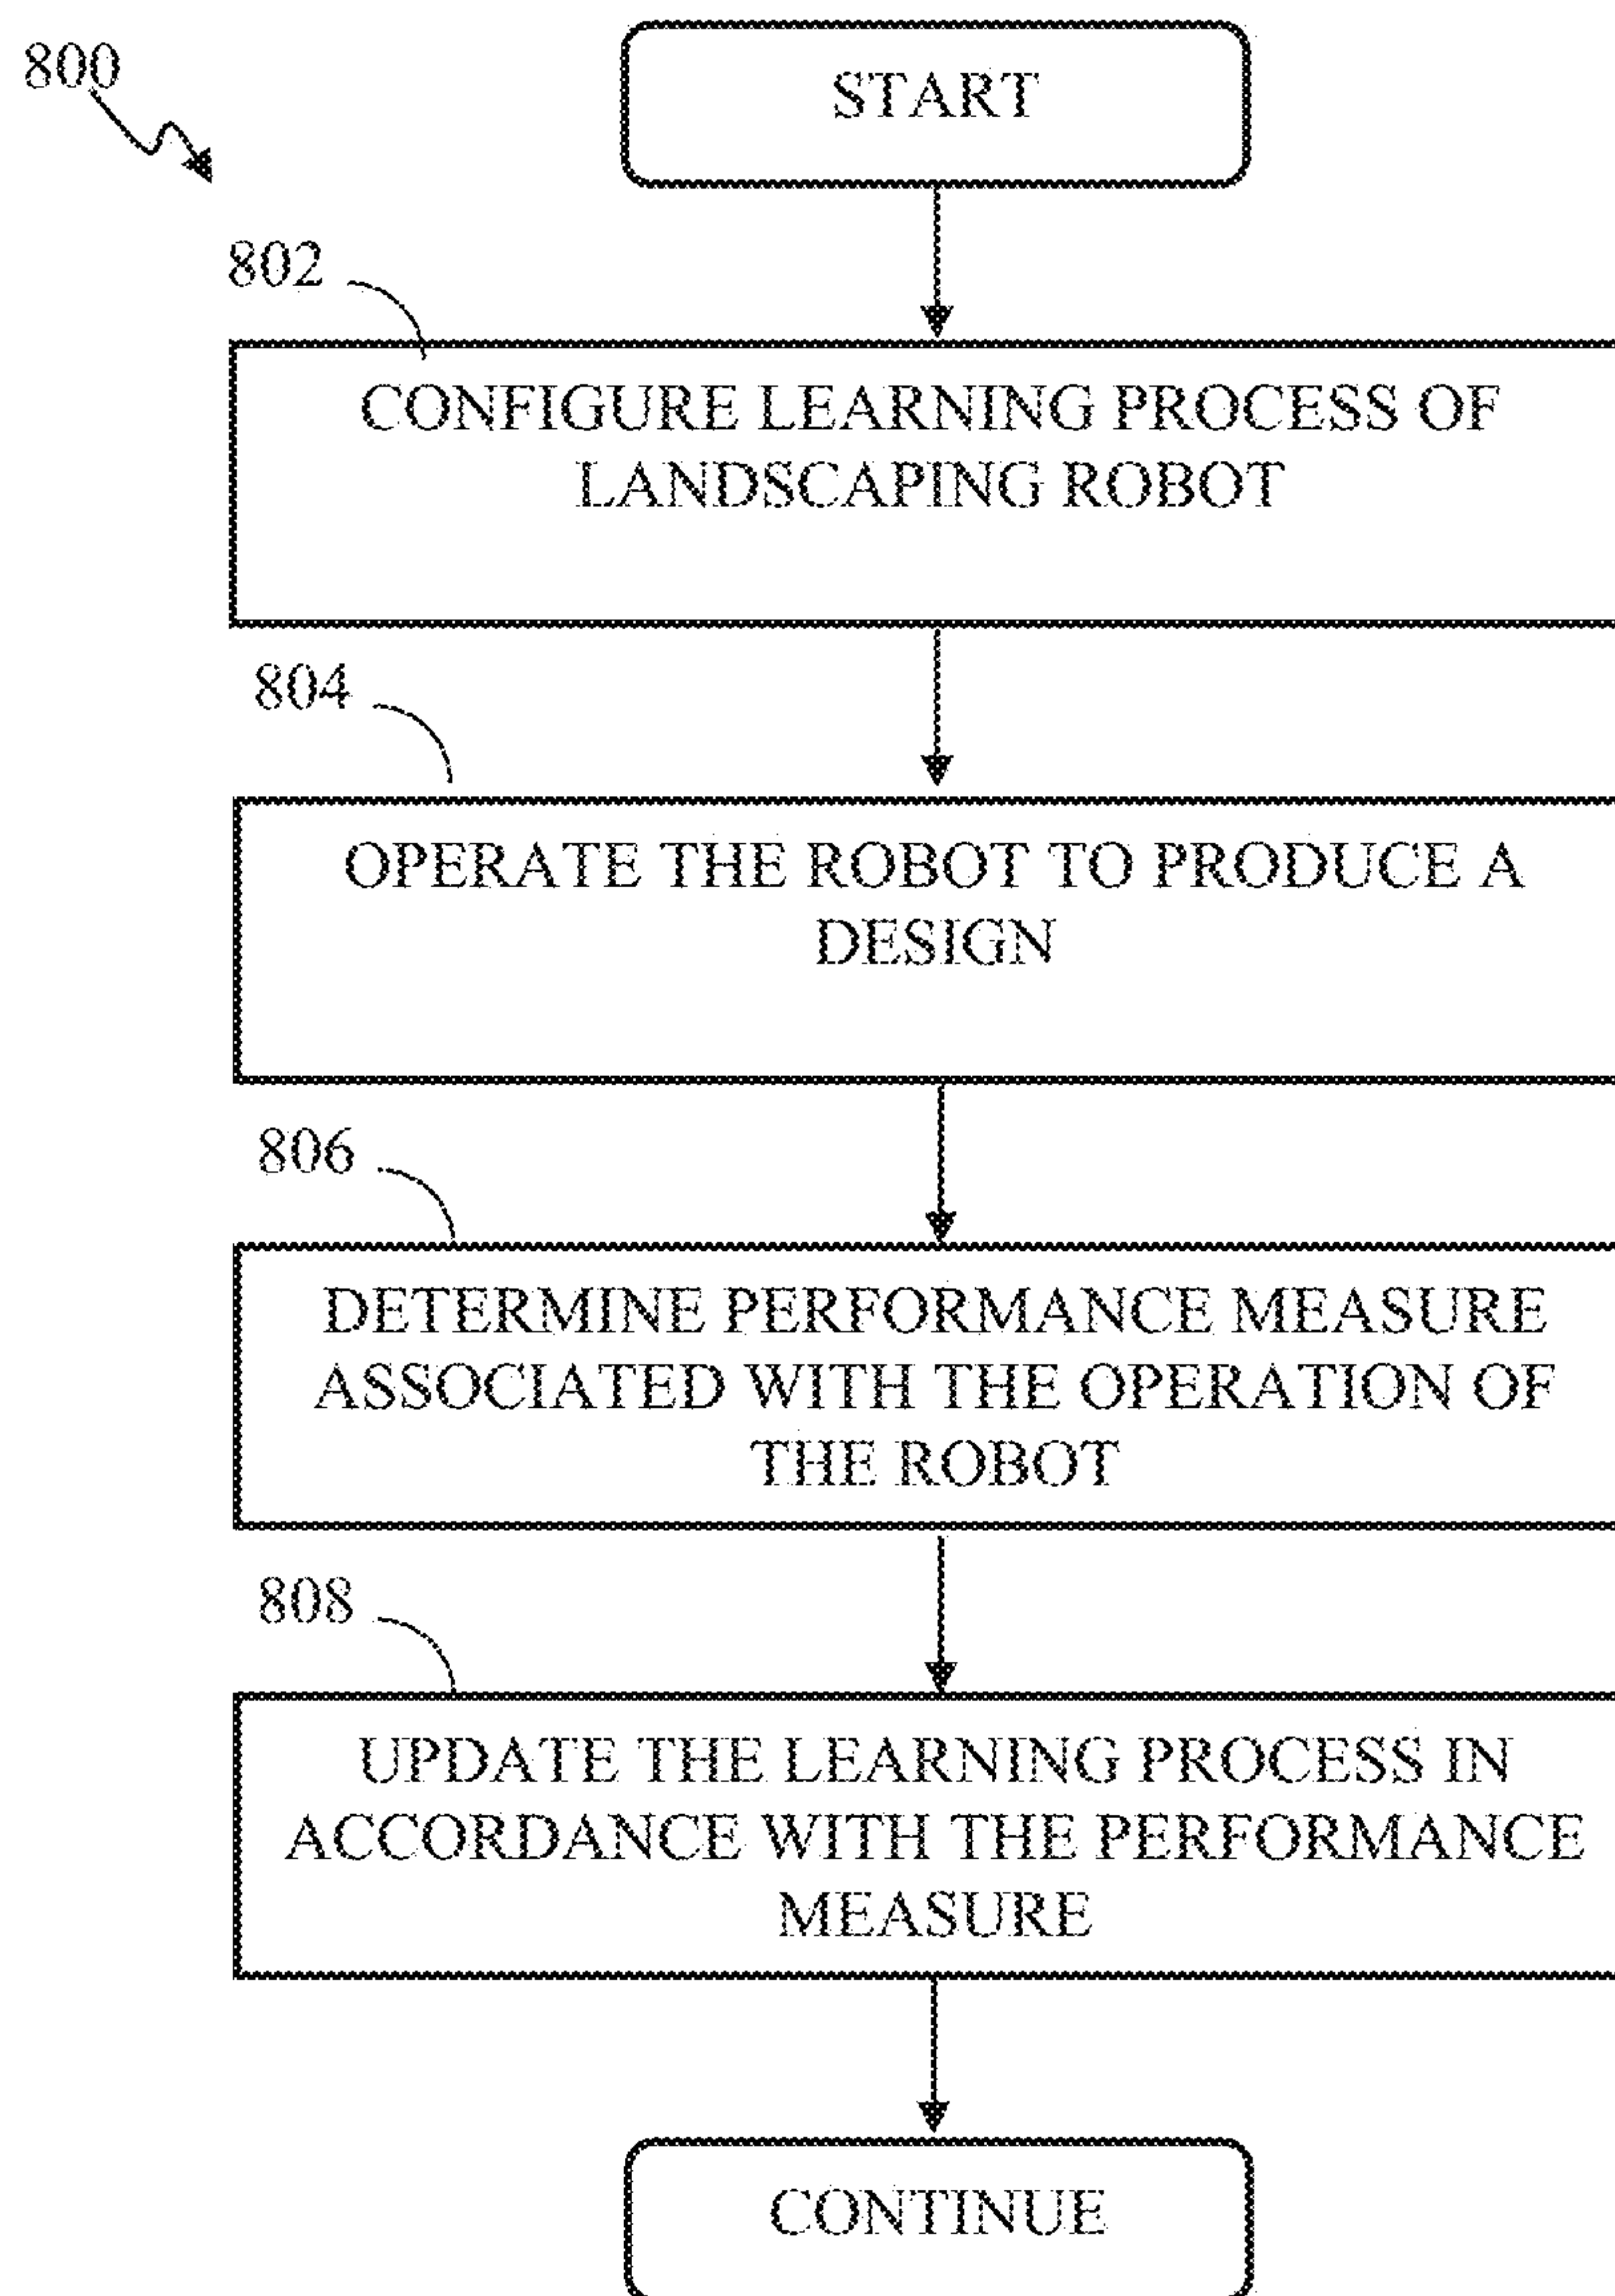 800
START
802
CONFIGURE LEARNING PROCESS OF
LANDSCAPING ROBOT
804
OPERATE THE ROBOT TO PRODUCE A
DESIGN
806
DETERMINE PERFORMANCE MEASURE
ASSOCIATED WITH THE OPERATION OF
THE ROBOT
808
UPDATE THE LEARNING PROCESS IN
ACCORDANCE WITH THE PERFORMANCE
MEASURE
CONTINUE